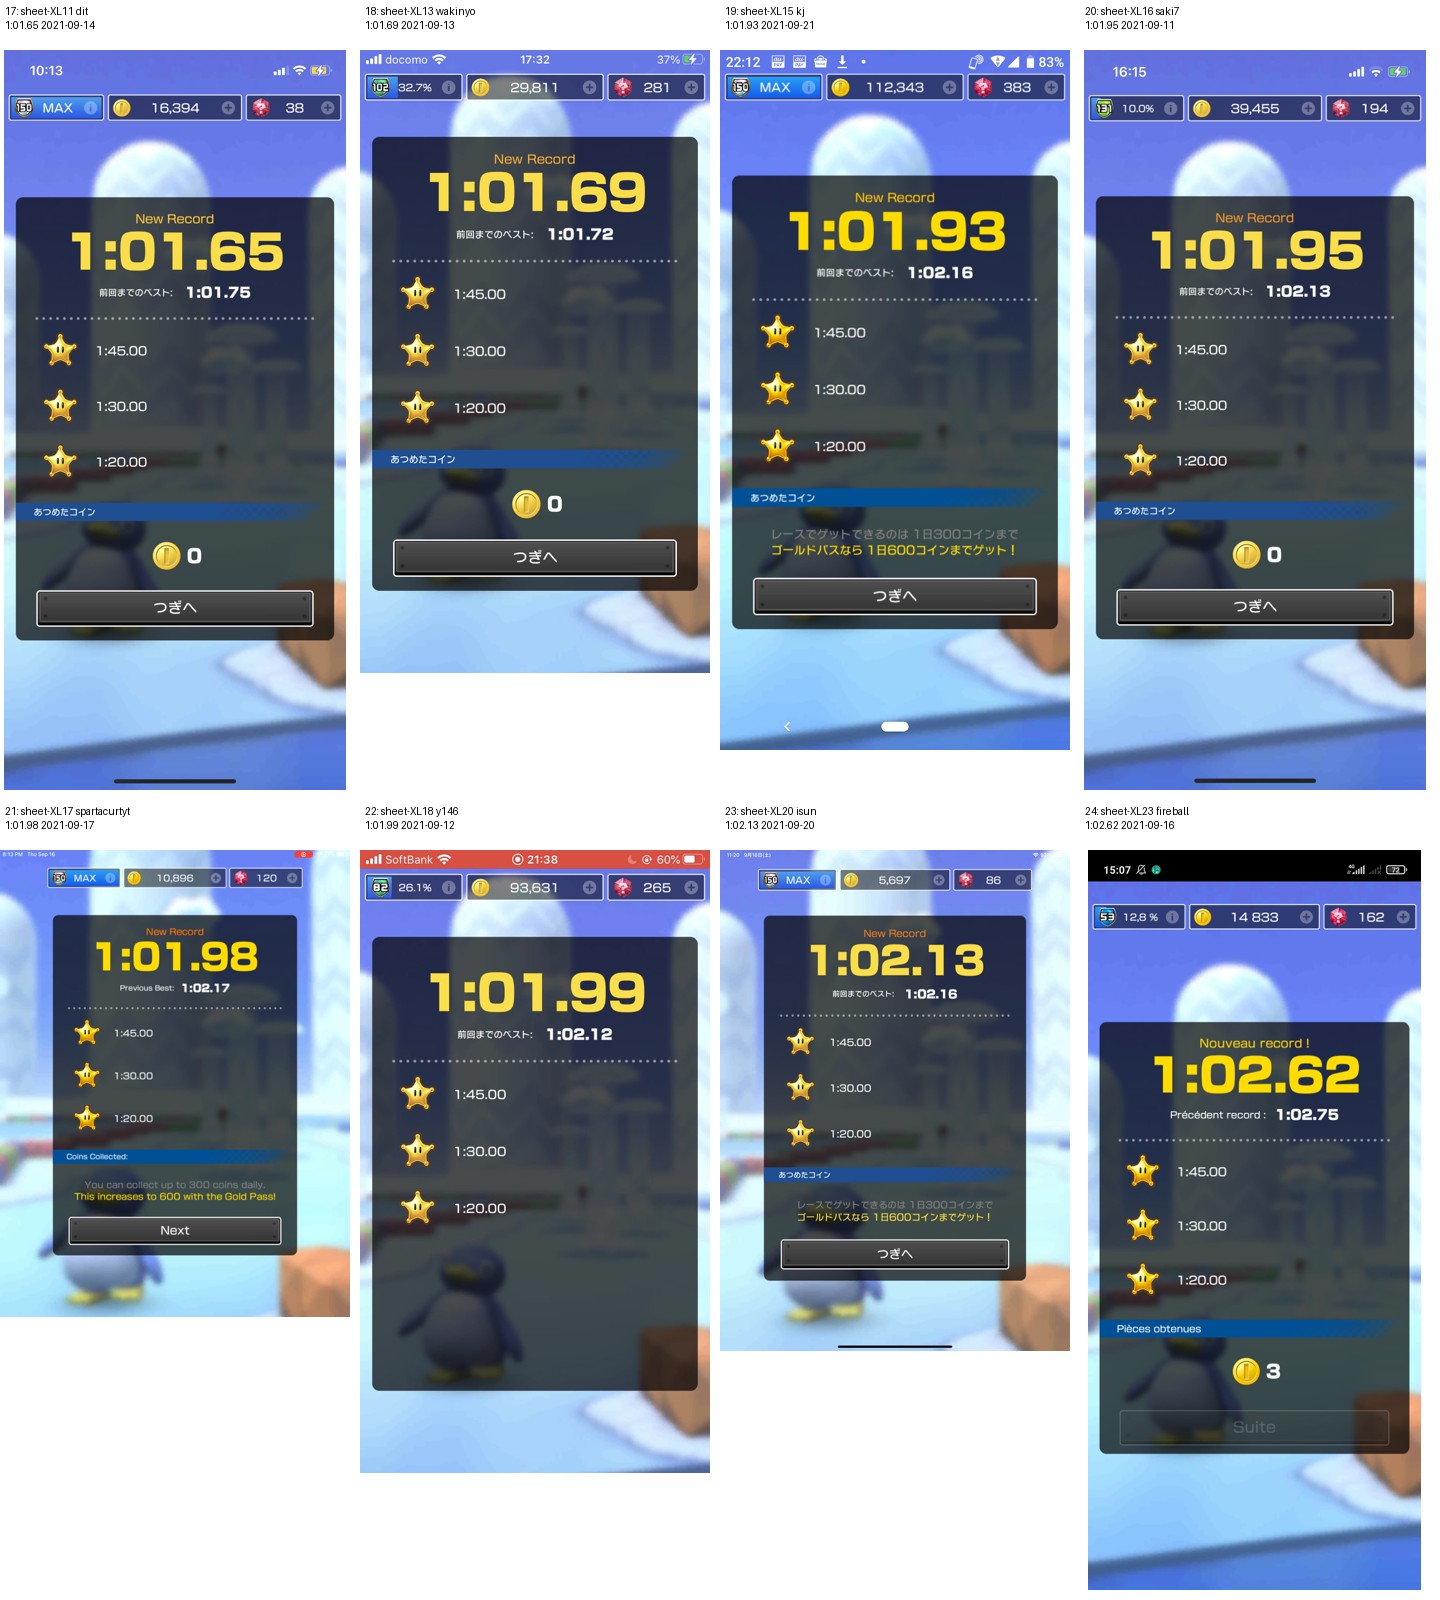 17: sheet-XL11 dit
1:01.65 2021-09-14
10:13
150 MAX 16,394 38
New Record
1:01.65
前回までのベスト: 1:01.75
1:45.00
1:30.00
1:20.00
あつめたコイン
0
つぎへ
18: sheet-XL13 wakinyo
1:01.69 2021-09-13
docomo 17:32 37%
102 32.7% 29,811 281
New Record
1:01.69
前回までのベスト: 1:01.72
1:45.00
1:30.00
1:20.00
あつめたコイン
0
つぎへ
19: sheet-XL15 kj
1:01.93 2021-09-21
22:12 83%
150 MAX 112,343 383
New Record
1:01.93
前回までのベスト: 1:02.16
1:45.00
1:30.00
1:20.00
あつめたコイン
レースでゲットできるのは 1日300コインまで
ゴールドパスなら 1日600コインまでゲット!
つぎへ
20: sheet-XL16 saki7
1:01.95 2021-09-11
16:15
131 10.0% 39,455 194
New Record
1:01.95
前回までのベスト: 1:02.13
1:45.00
1:30.00
1:20.00
あつめたコイン
0
つぎへ
21: sheet-XL17 spartacurtyt
1:01.98 2021-09-17
8:13 PM Thu Sep 16
150 MAX 10,896 120
New Record
1:01.98
Previous Best: 1:02.17
1:45.00
1:30.00
1:20.00
Coins Collected:
You can collect up to 300 coins daily.
This increases to 600 with the Gold Pass!
Next
22: sheet-XL18 y146
1:01.99 2021-09-12
SoftBank 21:38 60%
82 26.1% 93,631 265
1:01.99
前回までのベスト: 1:02.12
1:45.00
1:30.00
1:20.00
23: sheet-XL20 isun
1:02.13 2021-09-20
150 MAX 5,697 86
New Record
1:02.13
前回までのベスト: 1:02.16
1:45.00
1:30.00
1:20.00
あつめたコイン
レースでゲットできるのは 1日300コインまで
ゴールドパスなら 1日600コインまでゲット!
つぎへ
24: sheet-XL23 fireball
1:02.62 2021-09-16
15:07 4G 72
53 12,8 % 14 833 162
Nouveau record !
1:02.62
Précédent record : 1:02.75
1:45.00
1:30.00
1:20.00
Pièces obtenues
3
Suite